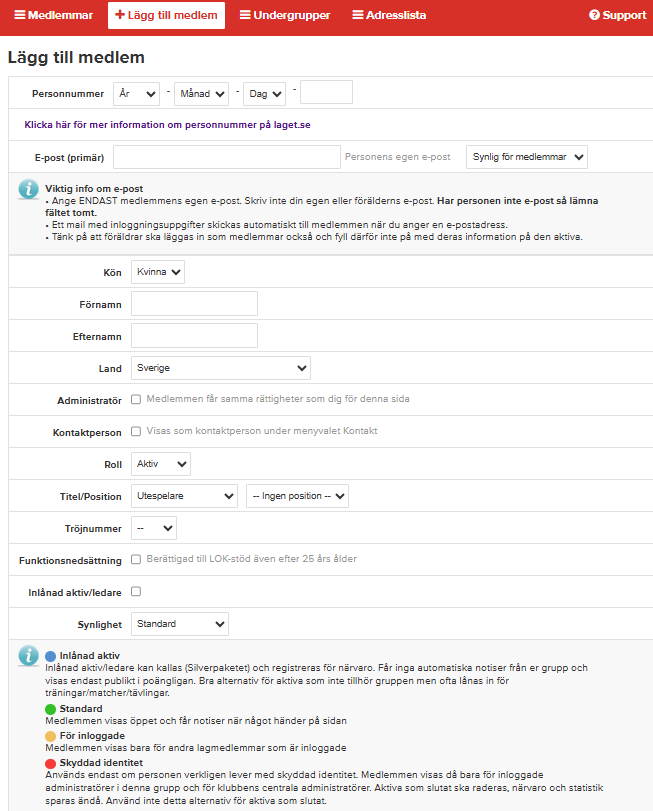 Medlemmar Lägg till medlem Undergrupper Adresslista Support
Lägg till medlem
Personnummer År - Månad - Dag -
Klicka här för mer information om personnummer på laget.se
E-post (primär) Personens egen e-post Synlig för medlemmar
Viktig info om e-post
• Ange ENDAST medlemmens egen e-post. Skriv inte din egen eller förälderns e-post. Har personen inte e-post så lämna
fältet tomt.
• Ett mail med inloggningsuppgifter skickas automatiskt till medlemmen när du anger en e-postadress.
• Tänk på att föräldrar ska läggas in som medlemmar också och fyll därför inte på med deras information på den aktiva.
Kön Kvinna
Förnamn
Efternamn
Land Sverige
Administratör Medlemmen får samma rättigheter som dig för denna sida
Kontaktperson Visas som kontaktperson under menyvalet Kontakt
Roll Aktiv
Titel/Position Utespelare -- Ingen position --
Tröjnummer --
Funktionsnedsättning Berättigad till LOK-stöd även efter 25 års ålder
Inlånad aktiv/ledare
Synlighet Standard
Inlånad aktiv
Inlånad aktiv/ledare kan kallas (Silverpaketet) och registreras för närvaro. Får inga automatiska notiser från er grupp och
visas endast publikt i poängligan. Bra alternativ för aktiva som inte tillhör gruppen men ofta lånas in för
träningar/matcher/tävlingar.
Standard
Medlemmen visas öppet och får notiser när något händer på sidan
För inloggade
Medlemmen visas bara för andra lagmedlemmar som är inloggade
Skyddad identitet
Används endast om personen verkligen lever med skyddad identitet. Medlemmen visas då bara för inloggade
administratörer i denna grupp och för klubbens centrala administratörer. Aktiva som slutat ska raderas, närvaro och statistik
sparas ändå. Använd inte detta alternativ för aktiva som slutat.